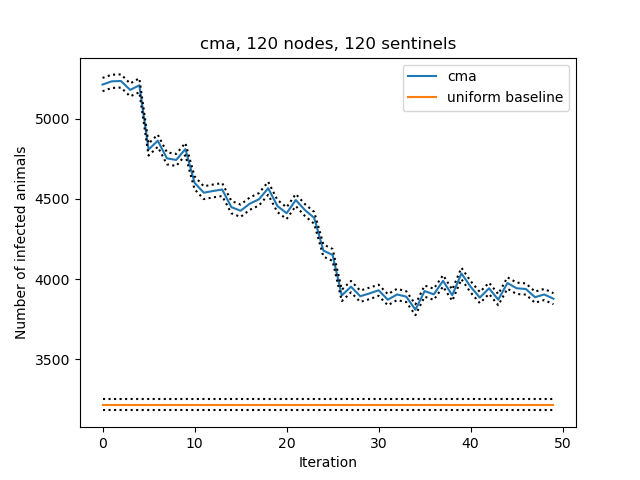 cma, 120 nodes, 120 sentinels
cma
uniform baseline
Number of infected animals
5000
4500
4000
3500
0 10 20 30 40 50
Iteration